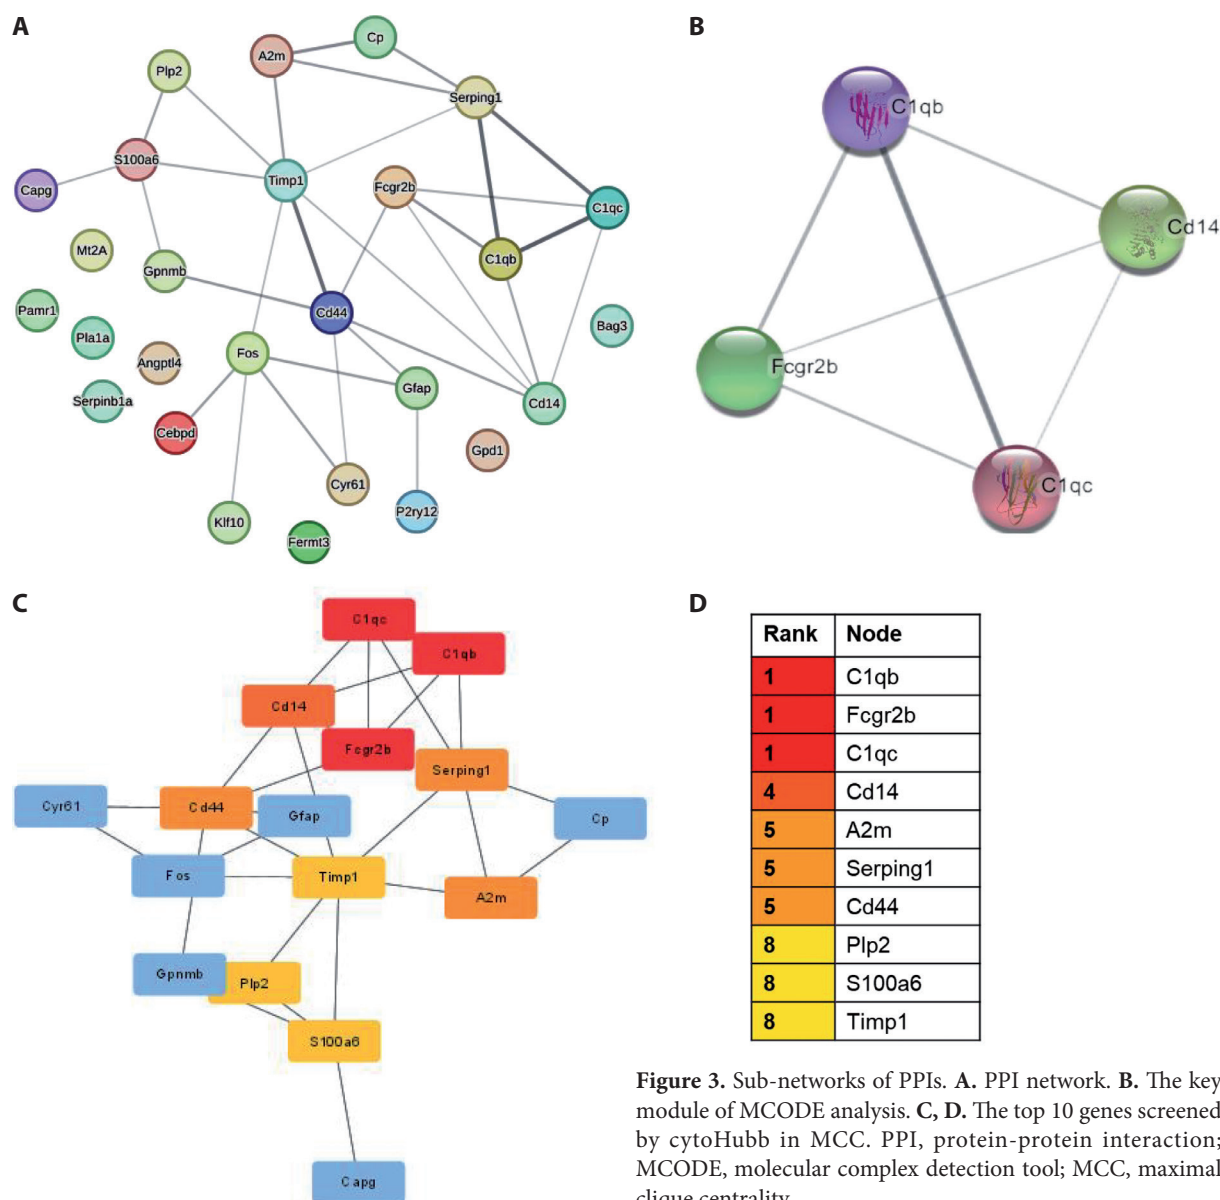 A
Cp
A2m
Plp2
Serping1
S100a6
Timp1
Fcgr2b
Capg
C1qc
Mt2A
C1qb
Gpnmb
Pamr1
Cd44
Bag3
Pla1a
Fos
Angptl4
Gfap
Serpinb1a
Cd14
Cebpd
Gpd1
Cyr61
P2ry12
Klf10
Fermt3
B
C1qb
Cd14
Fcgr2b
C1qc
C
C1qc
C1qb
Cd14
Fcgr2b
Serping1
Cyr61
Cd44
Gfap
Cp
Fos
Timp1
A2m
Gpnmb
Plp2
S100a6
Capg
D
Rank Node
1 C1qb
1 Fcgr2b
1 C1qc
4 Cd14
5 A2m
5 Serping1
5 Cd44
8 Plp2
8 S100a6
8 Timp1
Figure 3. Sub-networks of PPIs. A. PPI network. B. The key
module of MCODE analysis. C, D. The top 10 genes screened
by cytoHubb in MCC. PPI, protein-protein interaction;
MCODE, molecular complex detection tool; MCC, maximal
clique centrality.